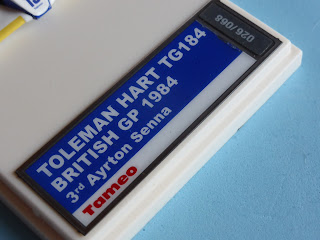 026/068
TOLEMAN HART TG184
BRITISH GP 1984
3rd Ayrton Senna
Tameo